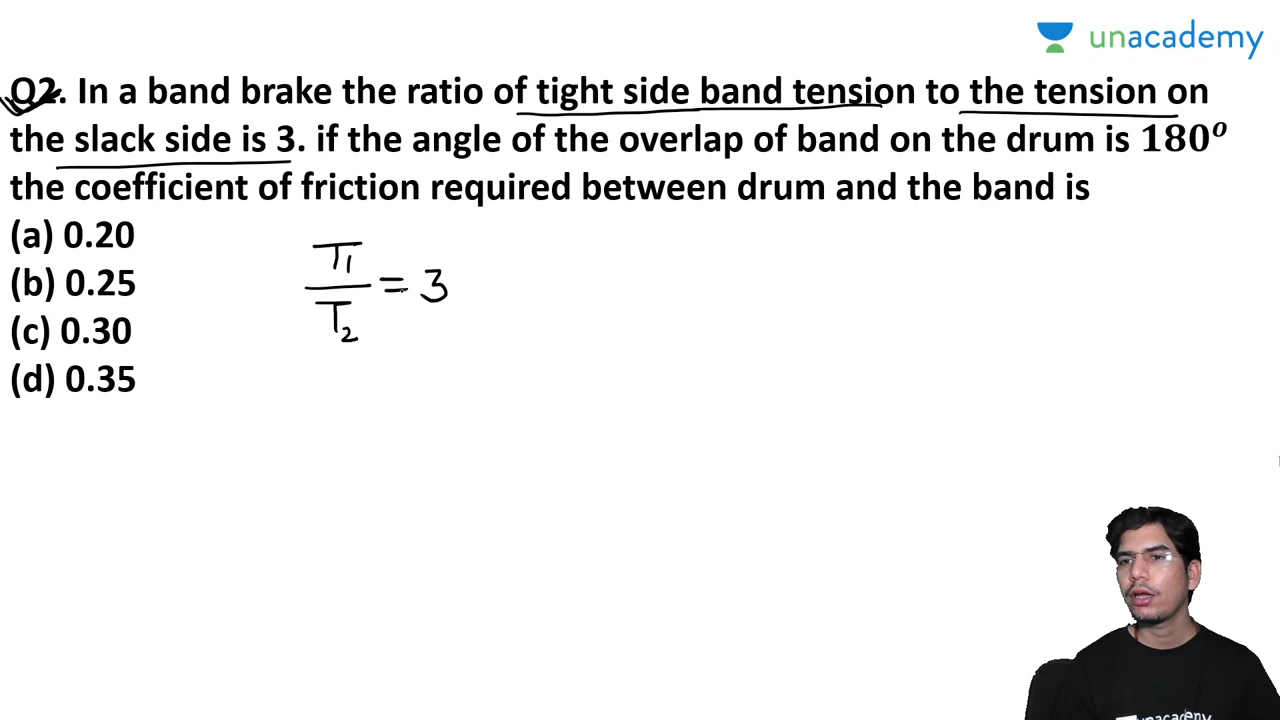 unacademy
Q2. In a band brake the ratio of tight side band tension to the tension on
the slack side is 3. if the angle of the overlap of band on the drum is 180°
the coefficient of friction required between drum and the band is
(a) 0.20
(b) 0.25
(c) 0.30
(d) 0.35
T₁
/
T₂ = 3
unacademy